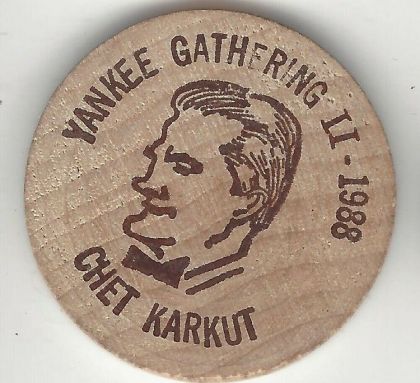 YANKEE GATHERING II - 1988
CHET KARKUT